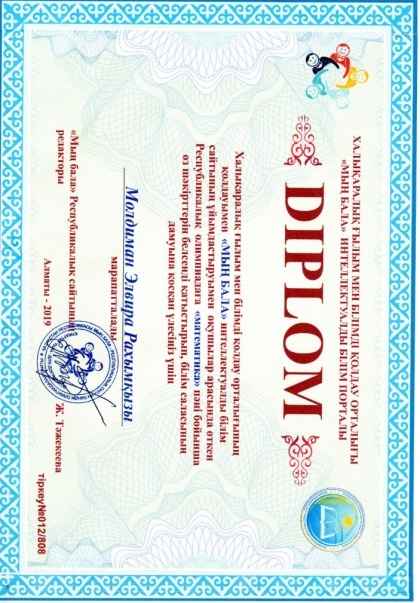 ХАЛЫҚАРАЛЫҚ ҒЫЛЫМ МЕН БІЛІМДІ ҚОЛДАУ ОРТАЛЫҒЫ
«МЫҢ БАЛА» ИНТЕЛЛЕКТУАЛДЫ БІЛІМ ПОРТАЛЫ
DIPLOM
Халықаралық ғылым мен білімді қолдау орталығының
қолдауымен «МЫҢ БАЛА» интеллектуалды білім
сайтының ұйымдастыруымен оқушылар арасында өткен
Республикалық олимпиадаға «математика» пәні бойынша
өз шәкірттерін белсенді қатыстырып, білім саласының
дамуына қосқан үлесіңіз үшін
Молдиман Эльвира Рахымқызы
марапатталады
«Мың бала» Республикалық сайтының
редакторы
Ж. Тәжекеева
Алматы - 2019
тіркеу№012/808